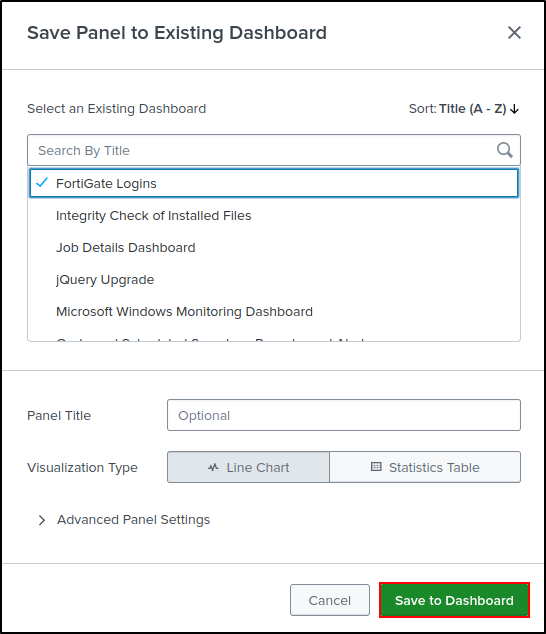 Save Panel to Existing Dashboard
Select an Existing Dashboard
Sort: Title (A - Z)
Search By Title
FortiGate Logins
Integrity Check of Installed Files
Job Details Dashboard
jQuery Upgrade
Microsoft Windows Monitoring Dashboard
Panel Title
Optional
Visualization Type
Line Chart
Statistics Table
Advanced Panel Settings
Cancel
Save to Dashboard